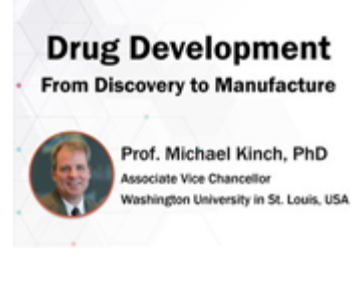 Drug Development
From Discovery to Manufacture
Prof. Michael Kinch, PhD
Associate Vice Chancellor
Washington University in St. Louis, USA